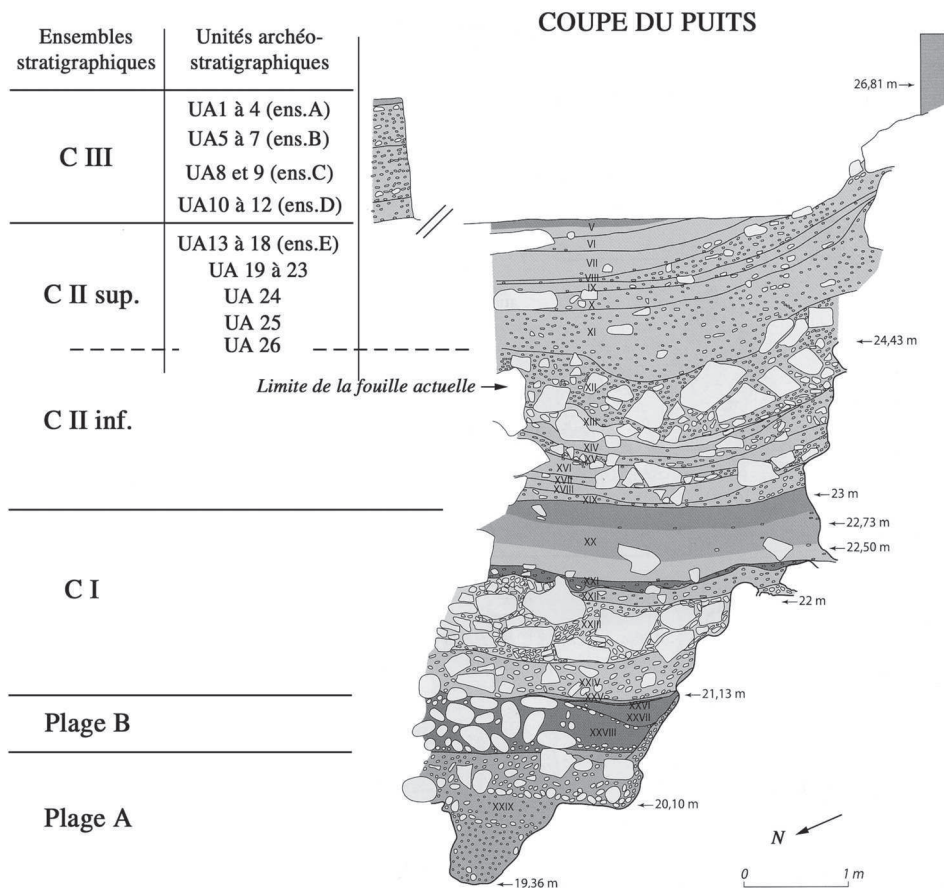 COUPE DU PUITS
Ensembles
stratigraphiques
Unités archéo-
stratigraphiques
C III
UA1 à 4 (ens.A)
UA5 à 7 (ens.B)
UA8 et 9 (ens.C)
UA10 à 12 (ens.D)
C II sup.
UA13 à 18 (ens.E)
UA 19 à 23
UA 24
UA 25
UA 26
Limite de la fouille actuelle
C II inf.
C I
Plage B
Plage A
26,81 m
V
VI
VII
VIII
IX
X
XI
24,43 m
XII
XIII
XIV
XV
XVI
XVII
XVIII
XIX
23 m
22,73 m
XX
22,50 m
XXI
XXII
22 m
XXIII
XXIV
XXV
21,13 m
XXVI
XXVII
XXVIII
XXIX
20,10 m
19,36 m
N
0 1 m